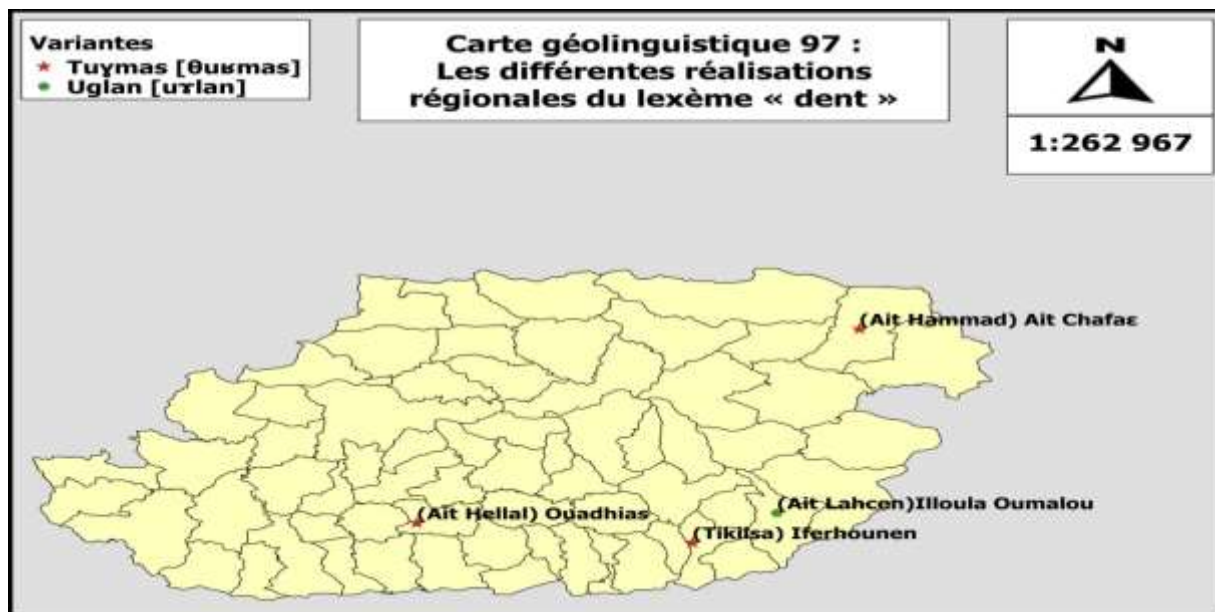 Variantes
Tuɣmas [θuʁmas]
Uglan [uɤlan]
Carte géolinguistique 97 :
Les différentes réalisations
régionales du lexème « dent »
N
1:262 967
(Ait Hammad) Ait Chafaɛ
(Ait Lahcen)Illoula Oumalou
(Aït Hellal) Ouadhias
(Tikilsa) Iferhounen